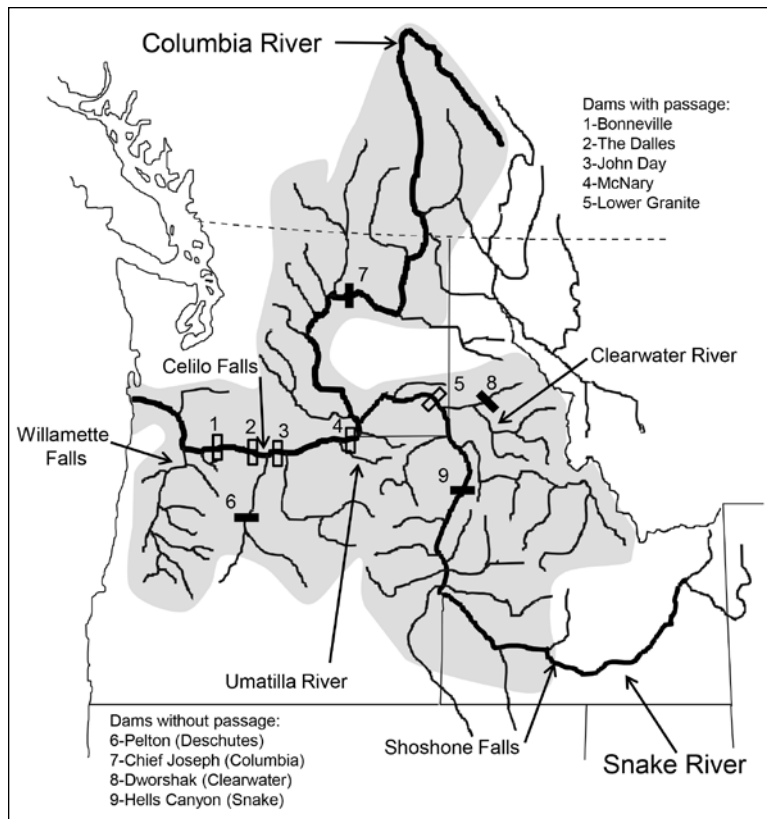 Columbia River
Dams with passage:
1-Bonneville
2-The Dalles
3-John Day
4-McNary
5-Lower Granite
7
Celilo Falls
Clearwater River
5
8
Willamette
Falls
1
2
3
4
9
6
Umatilla River
Dams without passage:
6-Pelton (Deschutes)
7-Chief Joseph (Columbia)
8-Dworshak (Clearwater)
9-Hells Canyon (Snake)
Shoshone Falls
Snake River